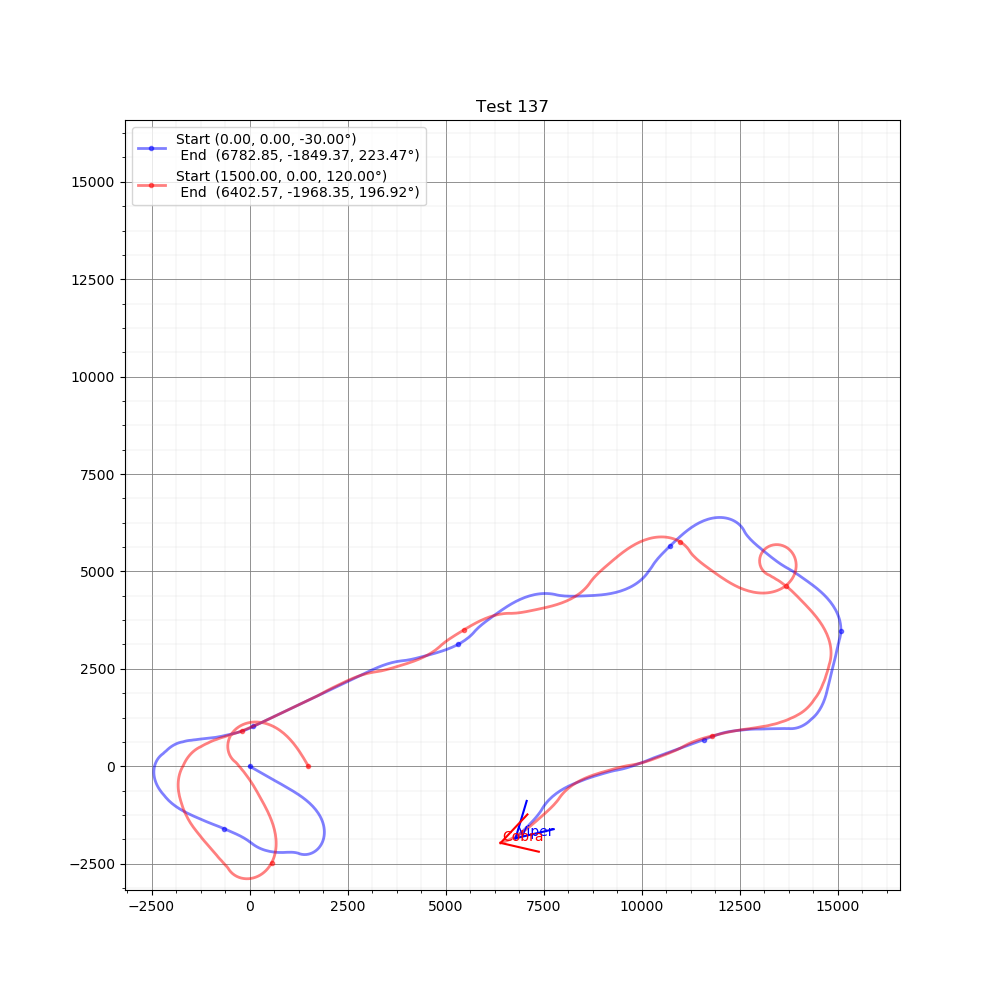 Test 137
Start (0.00, 0.00, -30.00°)
End (6782.85, -1849.37, 223.47°)
Start (1500.00, 0.00, 120.00°)
End (6402.57, -1968.35, 196.92°)
15000
12500
10000
7500
5000
2500
0
−2500
Viper
Cobra
−2500 0 2500 5000 7500 10000 12500 15000